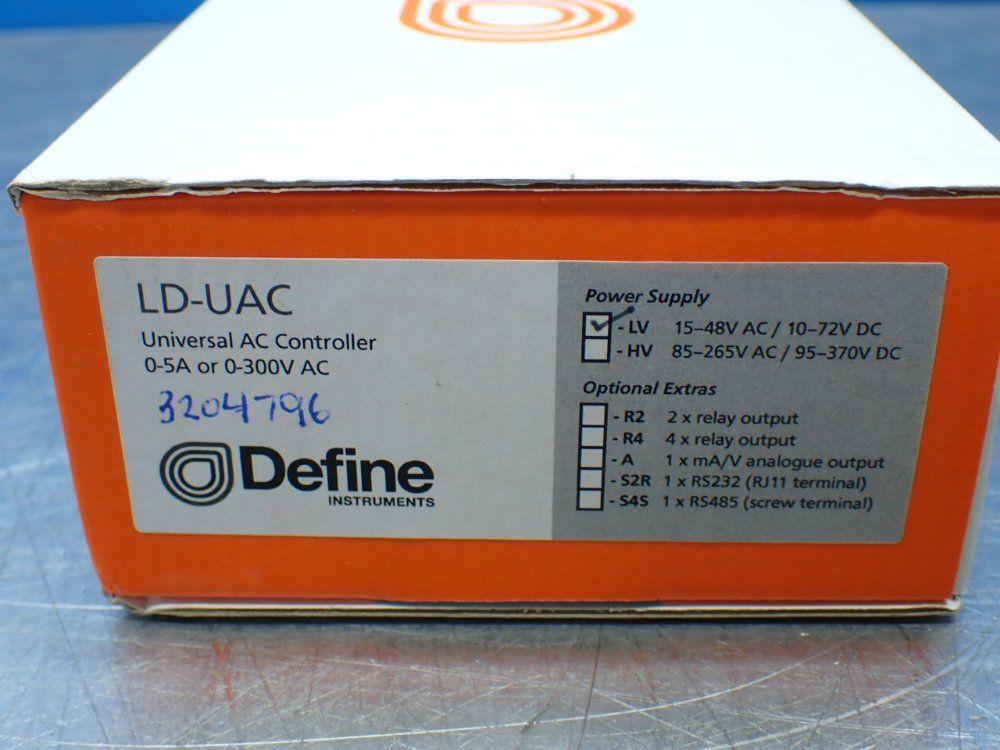 LD-UAC
Universal AC Controller
0-5A or 0-300V AC
3204796
Define
INSTRUMENTS
Power Supply
- LV 15–48V AC / 10–72V DC
- HV 85–265V AC / 95–370V DC
Optional Extras
- R2 2 x relay output
- R4 4 x relay output
- A 1 x mA/V analogue output
- S2R 1 x RS232 (RJ11 terminal)
- S4S 1 x RS485 (screw terminal)